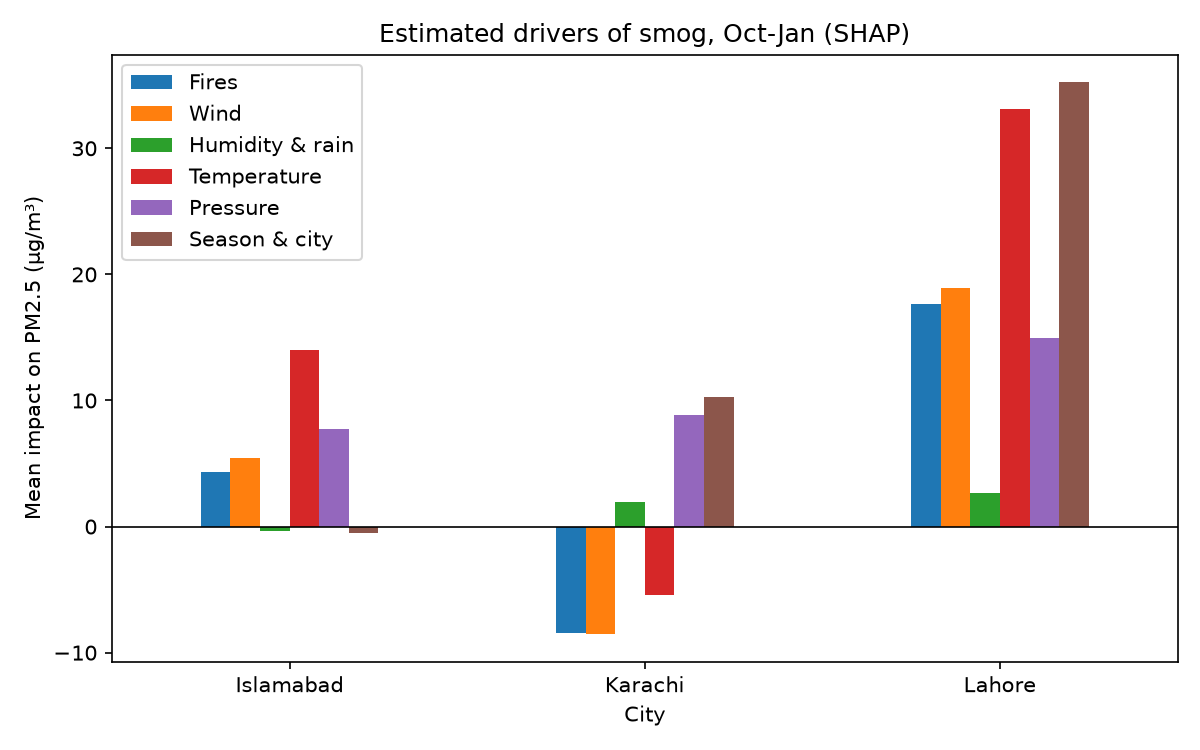 Estimated drivers of smog, Oct-Jan (SHAP)
Fires
Wind
Humidity & rain
Temperature
Pressure
Season & city
Mean impact on PM2.5 (µg/m³)
30
20
10
0
−10
Islamabad
Karachi
Lahore
City